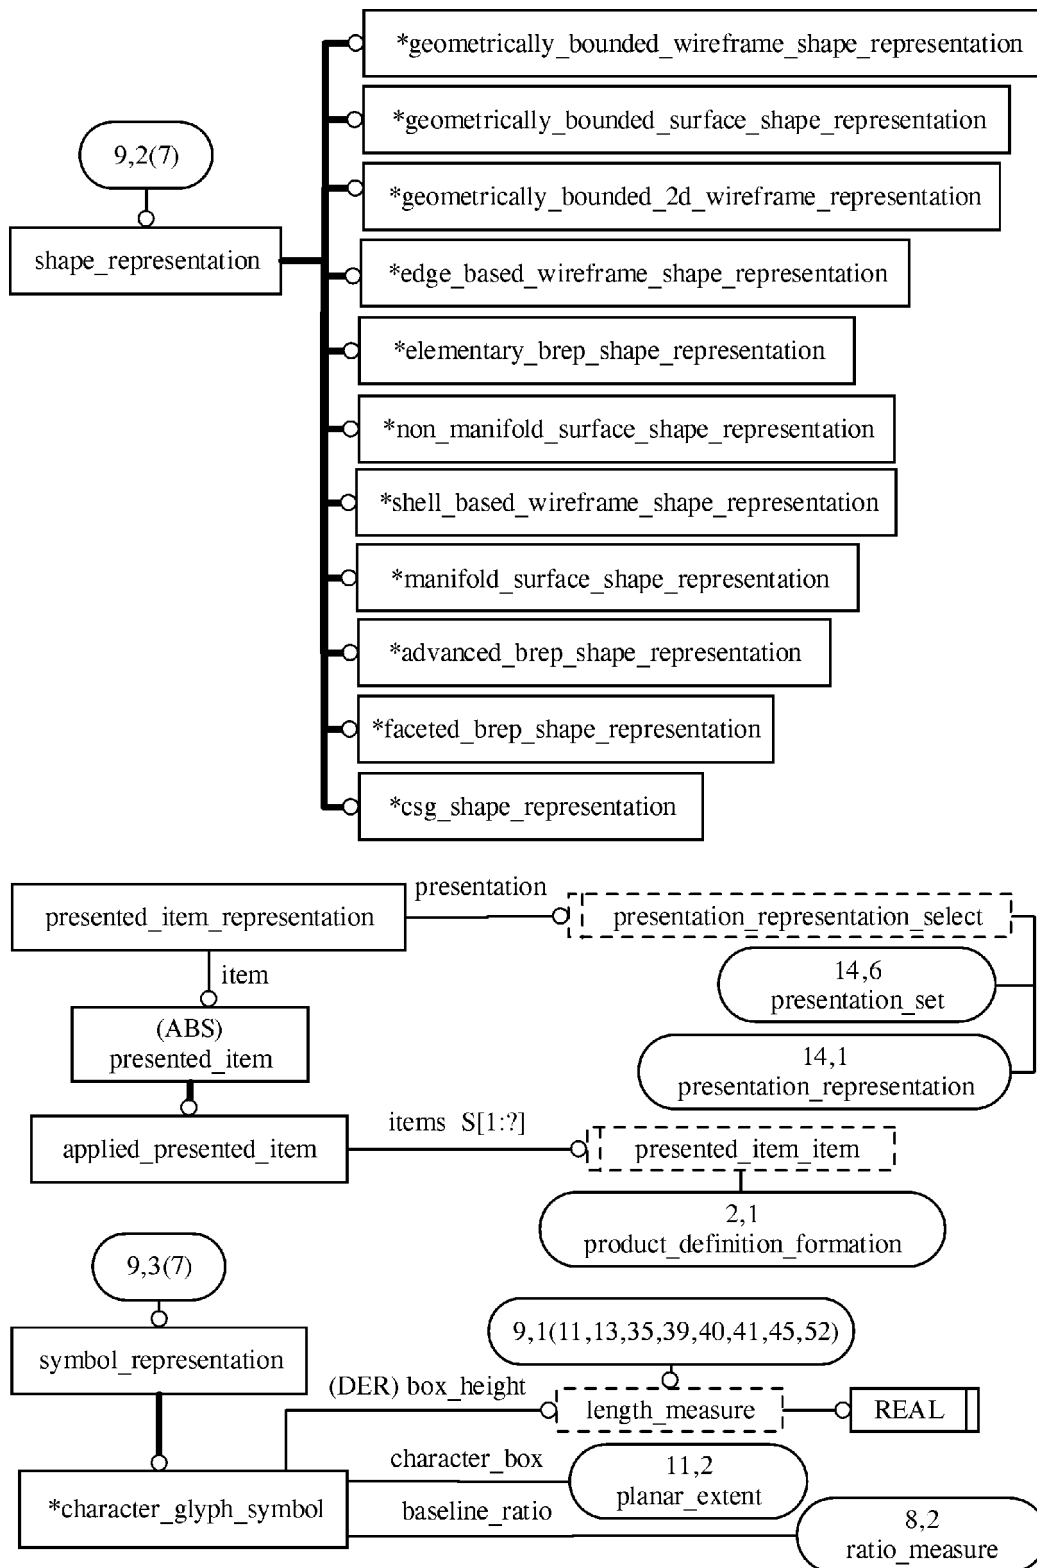 *geometrically_bounded_wireframe_shape_representation
*geometrically_bounded_surface_shape_representation
9,2(7)
*geometrically_bounded_2d_wireframe_representation
shape_representation
*edge_based_wireframe_shape_representation
*elementary_brep_shape_representation
*non_manifold_surface_shape_representation
*shell_based_wireframe_shape_representation
*manifold_surface_shape_representation
*advanced_brep_shape_representation
*faceted_brep_shape_representation
*csg_shape_representation
presentation
presented_item_representation
presentation_representation_select
item
14,6
presentation_set
(ABS)
presented_item
14,1
presentation_representation
items S[1:?]
applied_presented_item
presented_item_item
2,1
product_definition_formation
9,3(7)
9,1(11,13,35,39,40,41,45,52)
symbol_representation
(DER) box_height
length_measure
REAL
character_box
11,2
planar_extent
*character_glyph_symbol
baseline_ratio
8,2
ratio_measure